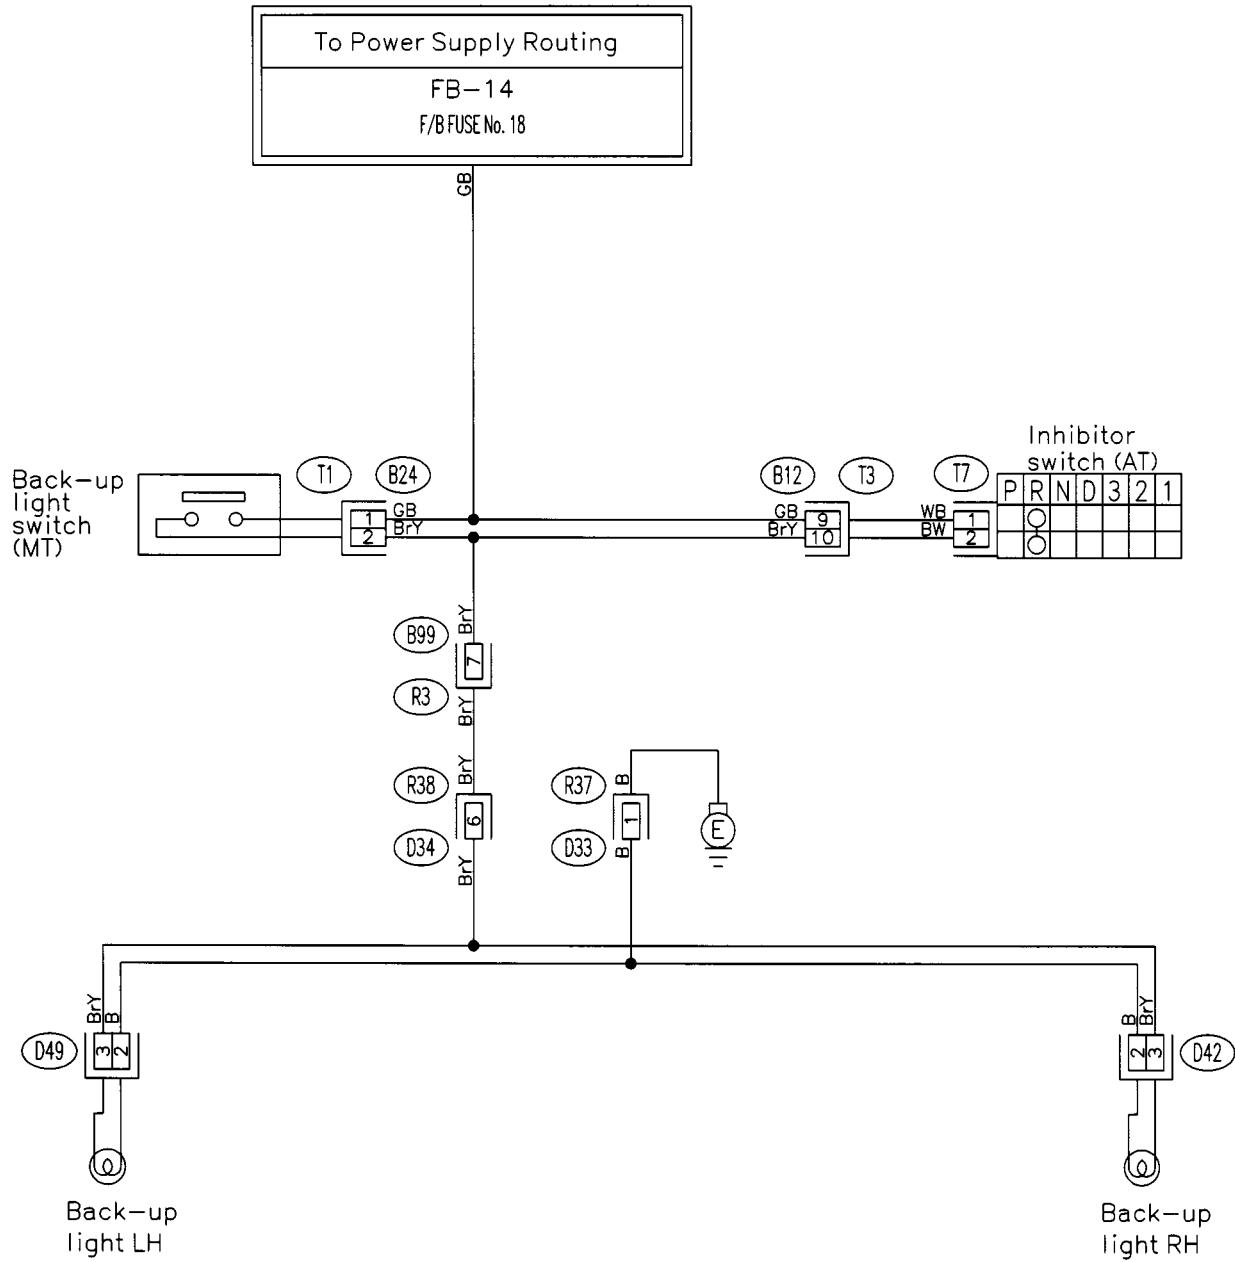 To Power Supply Routing
FB-14
F/B FUSE No. 18
GB
Inhibitor
switch (AT)
Back-up
light
switch
(MT)
T1
B24
B12
T3
T7
P R N D 3 2 1
1 GB
2 BrY
GB 9
BrY 10
WB 1
BW 2
BrY
B99
7
R3
BrY
BrY
R38
6
D34
BrY
B
R37
1
D33
B
E
BrY
B
D49
3 2
B
BrY
2 3
D42
Back-up
light LH
Back-up
light RH